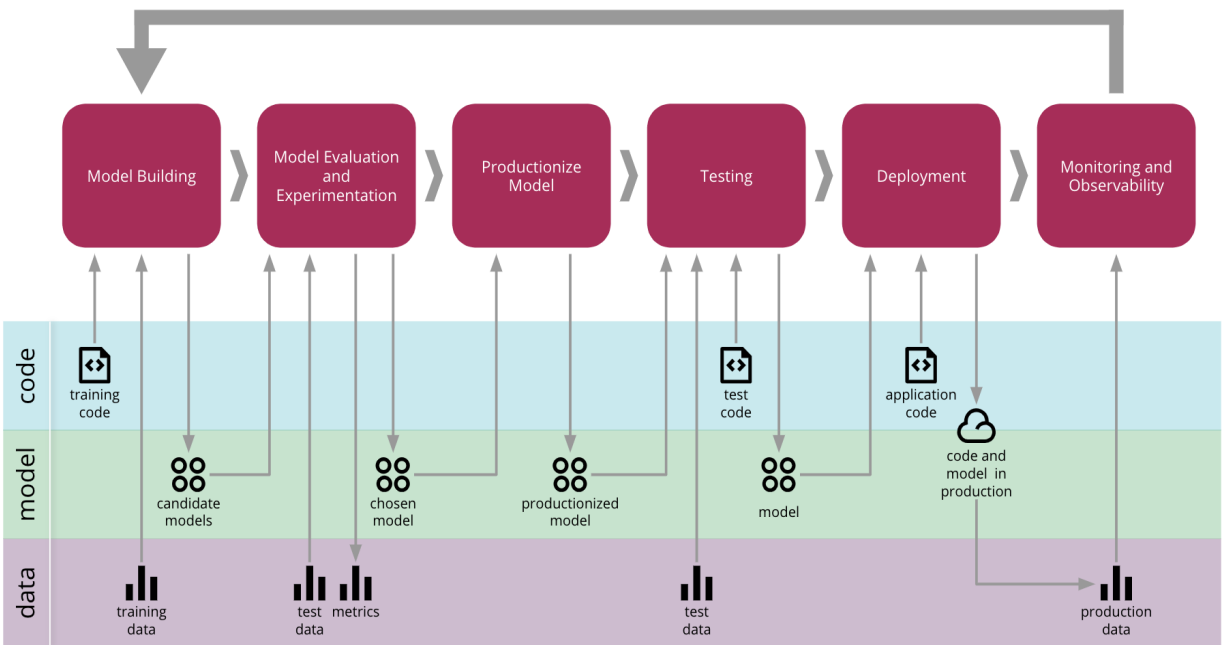 Model Building
Model Evaluation
and
Experimentation
Productionize
Model
Testing
Deployment
Monitoring and
Observability
code
training
code
test
code
application
code
model
candidate
models
chosen
model
productionized
model
model
code and
model in
production
data
training
data
test
data
metrics
test
data
production
data